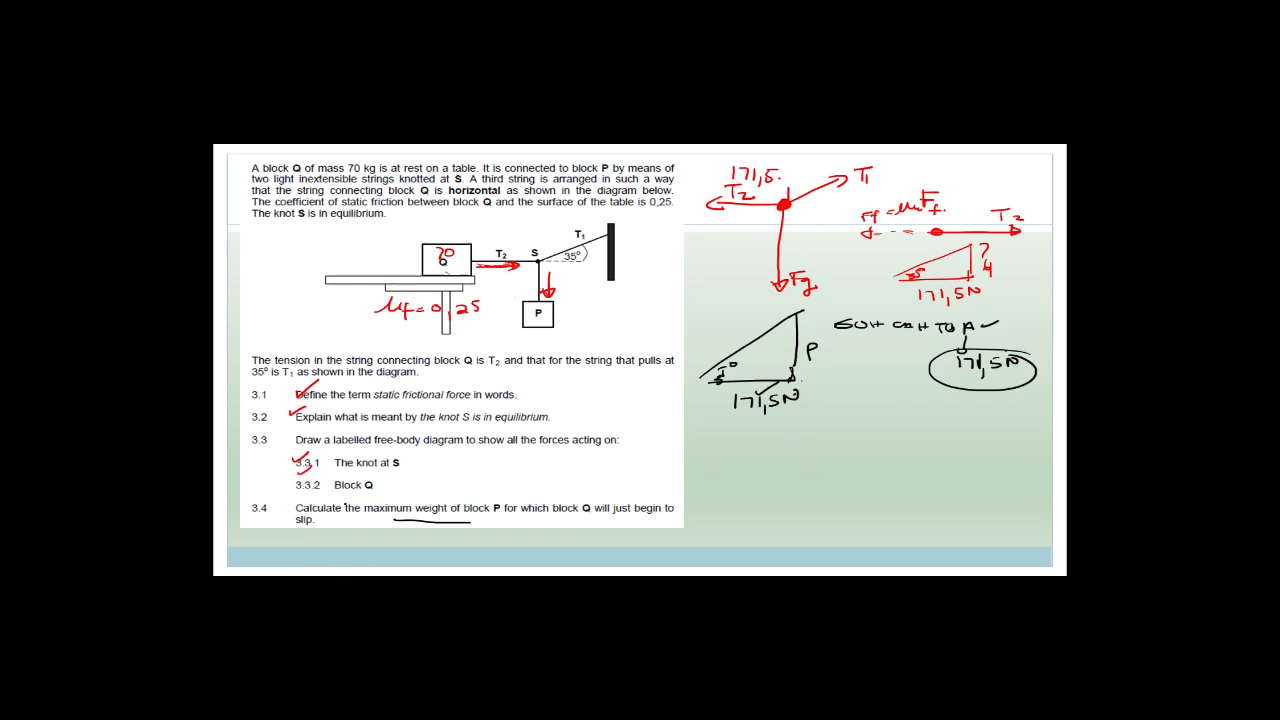 A block Q of mass 70 kg is at rest on a table. It is connected to block P by means of
two light inextensible strings knotted at S. A third string is arranged in such a way
that the string connecting block Q is horizontal as shown in the diagram below.
The coefficient of static friction between block Q and the surface of the table is 0,25.
The knot S is in equilibrium.
70
Q
T2
S
T1
35°
P
μf = 0,25
The tension in the string connecting block Q is T2 and that for the string that pulls at
35° is T1 as shown in the diagram.
3.1 Define the term static frictional force in words.
3.2 Explain what is meant by the knot S is in equilibrium.
3.3 Draw a labelled free-body diagram to show all the forces acting on:
3.3.1 The knot at S
3.3.2 Block Q
3.4 Calculate the maximum weight of block P for which block Q will just begin to
slip.
171,5.
T2
T1
Fg
Ff.
T2
35
?
171,5N
SOH CAH TOA
171,5N
P
171,5N